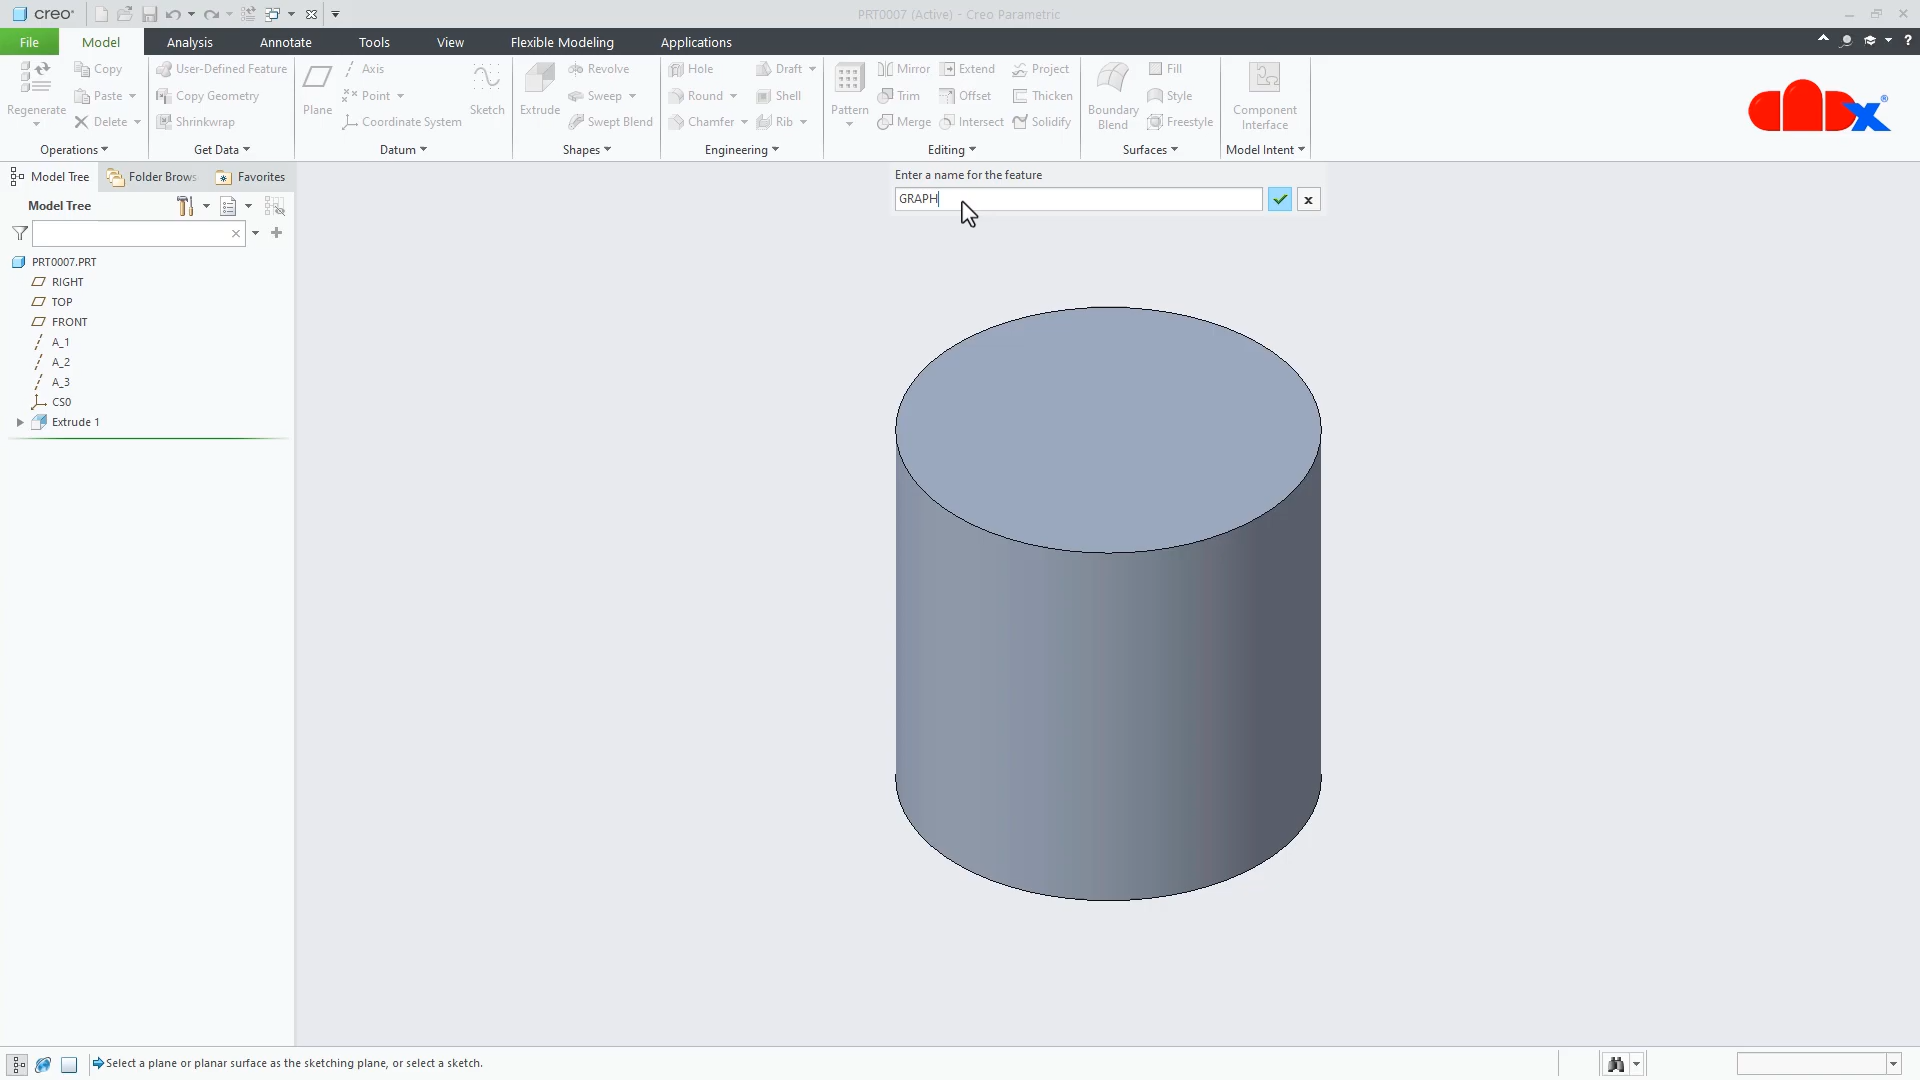 creo
PRT0007 (Active) - Creo Parametric
File
Model
Analysis
Annotate
Tools
View
Flexible Modeling
Applications
?
Regenerate
Copy
Paste
Delete
Operations
User-Defined Feature
Copy Geometry
Shrinkwrap
Get Data
Plane
Axis
Point
Coordinate System
Sketch
Datum
Extrude
Revolve
Sweep
Swept Blend
Shapes
Hole
Round
Chamfer
Draft
Shell
Rib
Engineering
Pattern
Mirror
Trim
Merge
Extend
Offset
Intersect
Project
Thicken
Solidify
Editing
Boundary
Blend
Fill
Style
Freestyle
Surfaces
Component
Interface
Model Intent
CADX®
Model Tree
Folder Brows
Favorites
Enter a name for the feature
GRAPH
Model Tree
PRT0007.PRT
RIGHT
TOP
FRONT
A_1
A_2
A_3
CS0
Extrude 1
Select a plane or planar surface as the sketching plane, or select a sketch.